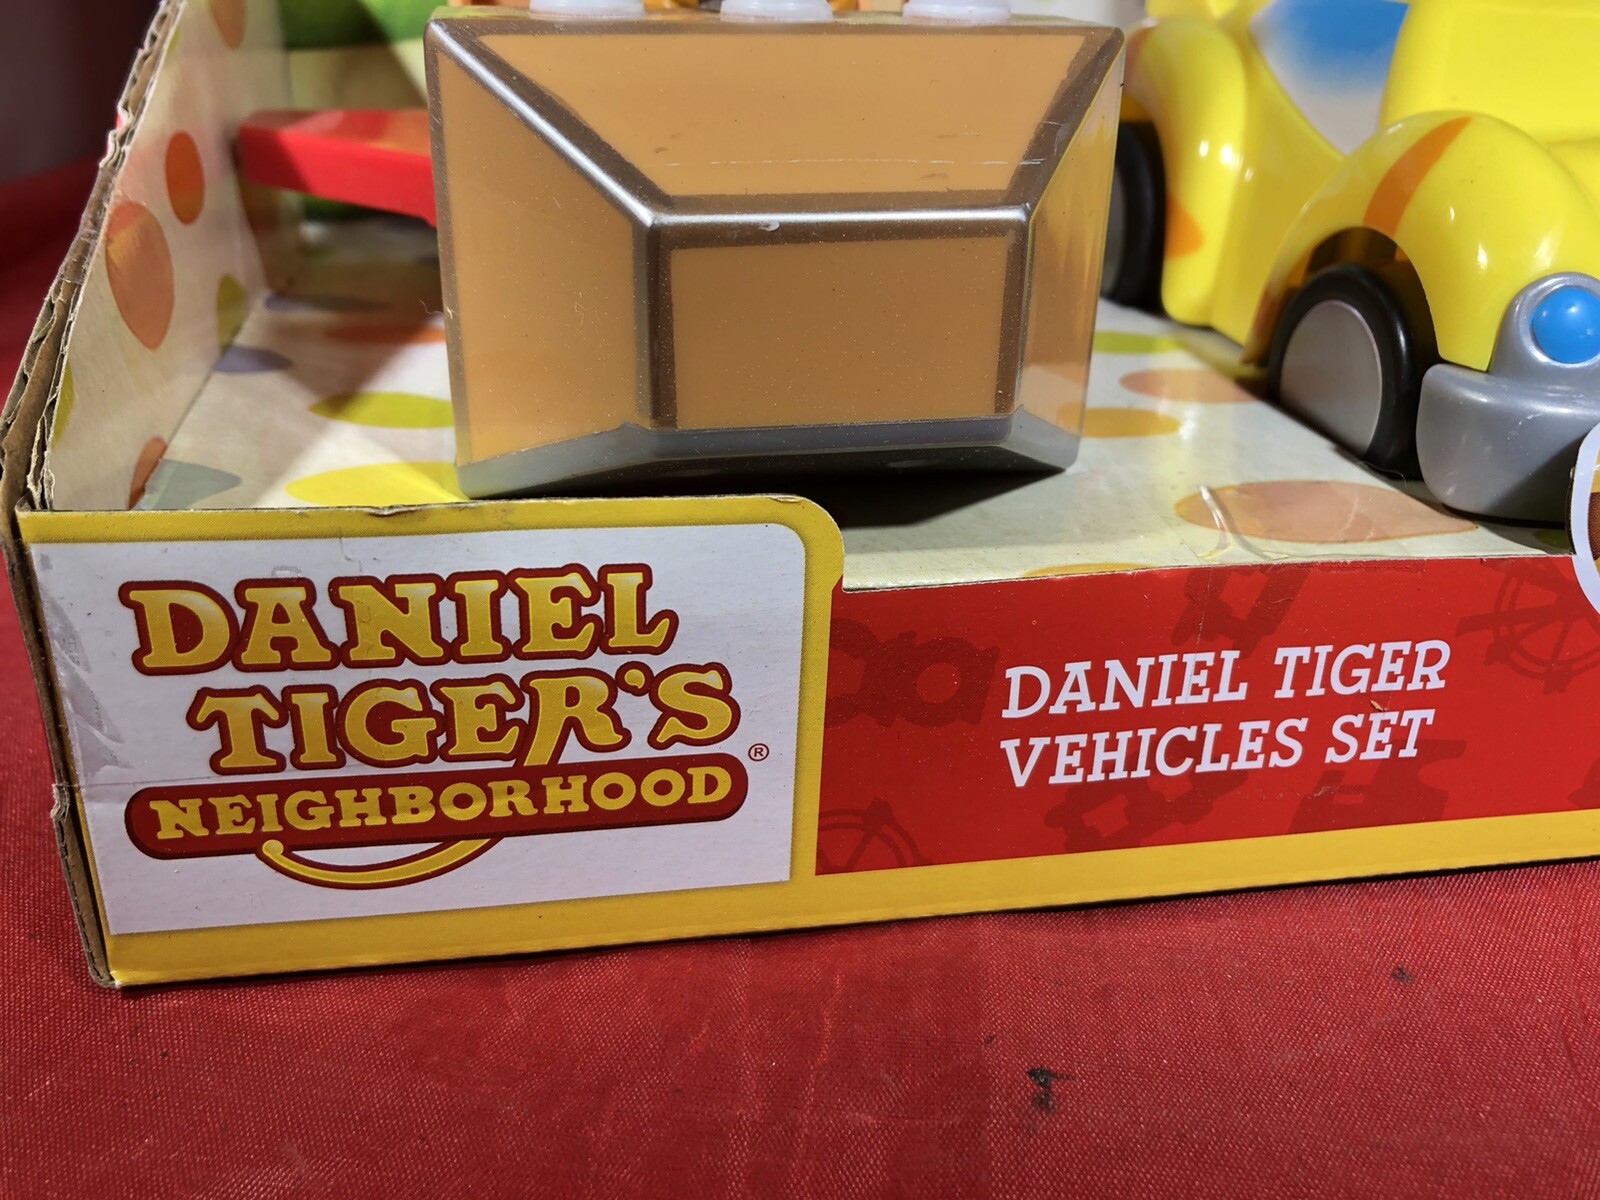 DANIEL
TIGER'S
NEIGHBORHOOD
®
DANIEL TIGER
VEHICLES SET